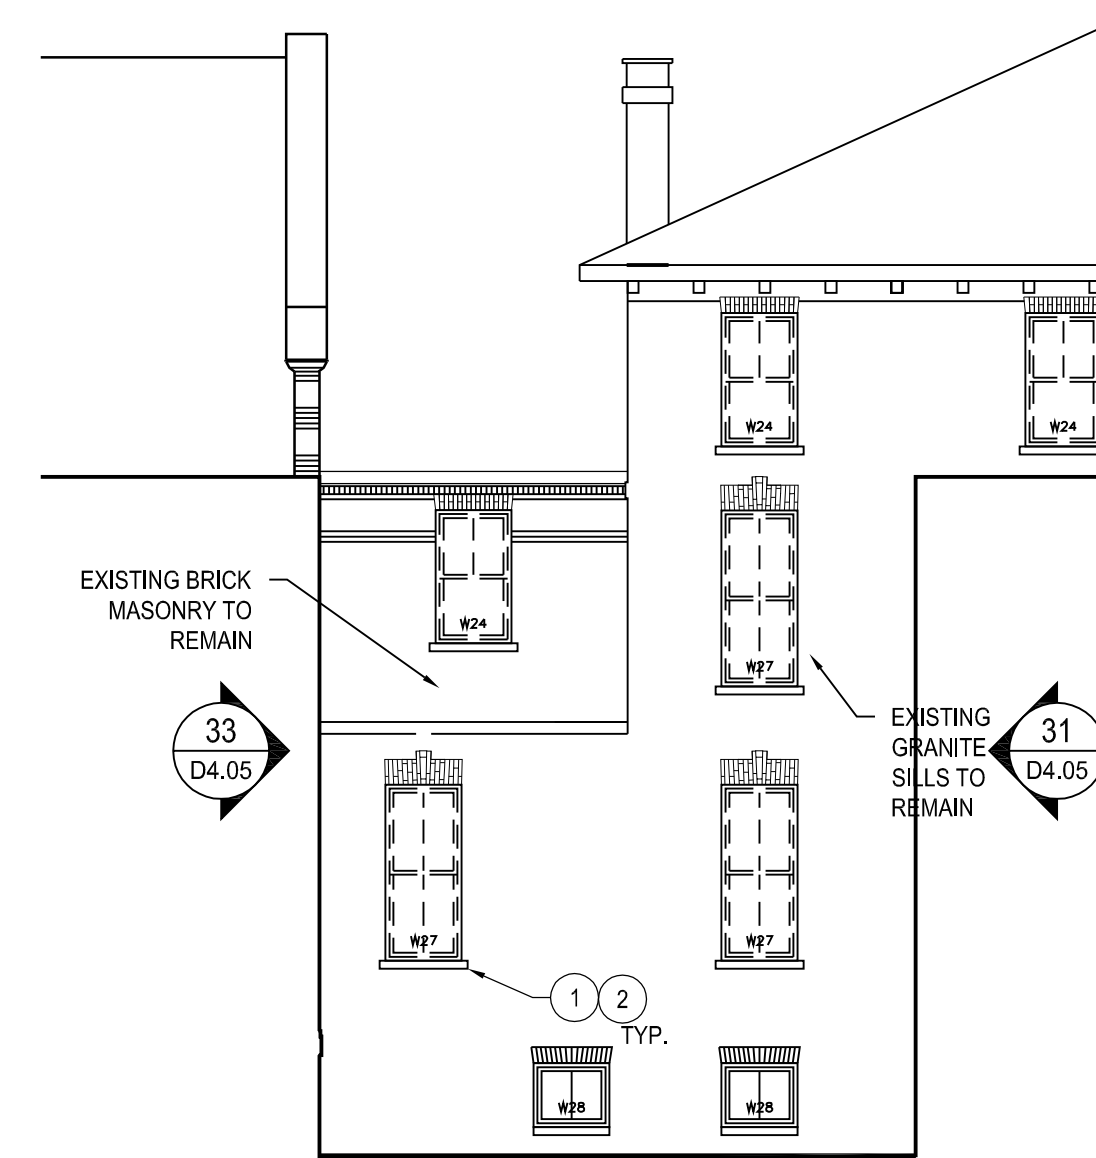 W24
W24
EXISTING BRICK
MASONRY TO
REMAIN
W24
W27
33
D4.05
EXISTING
GRANITE
SILLS TO
REMAIN
31
D4.05
W27
W27
1 2
TYP.
W28
W28